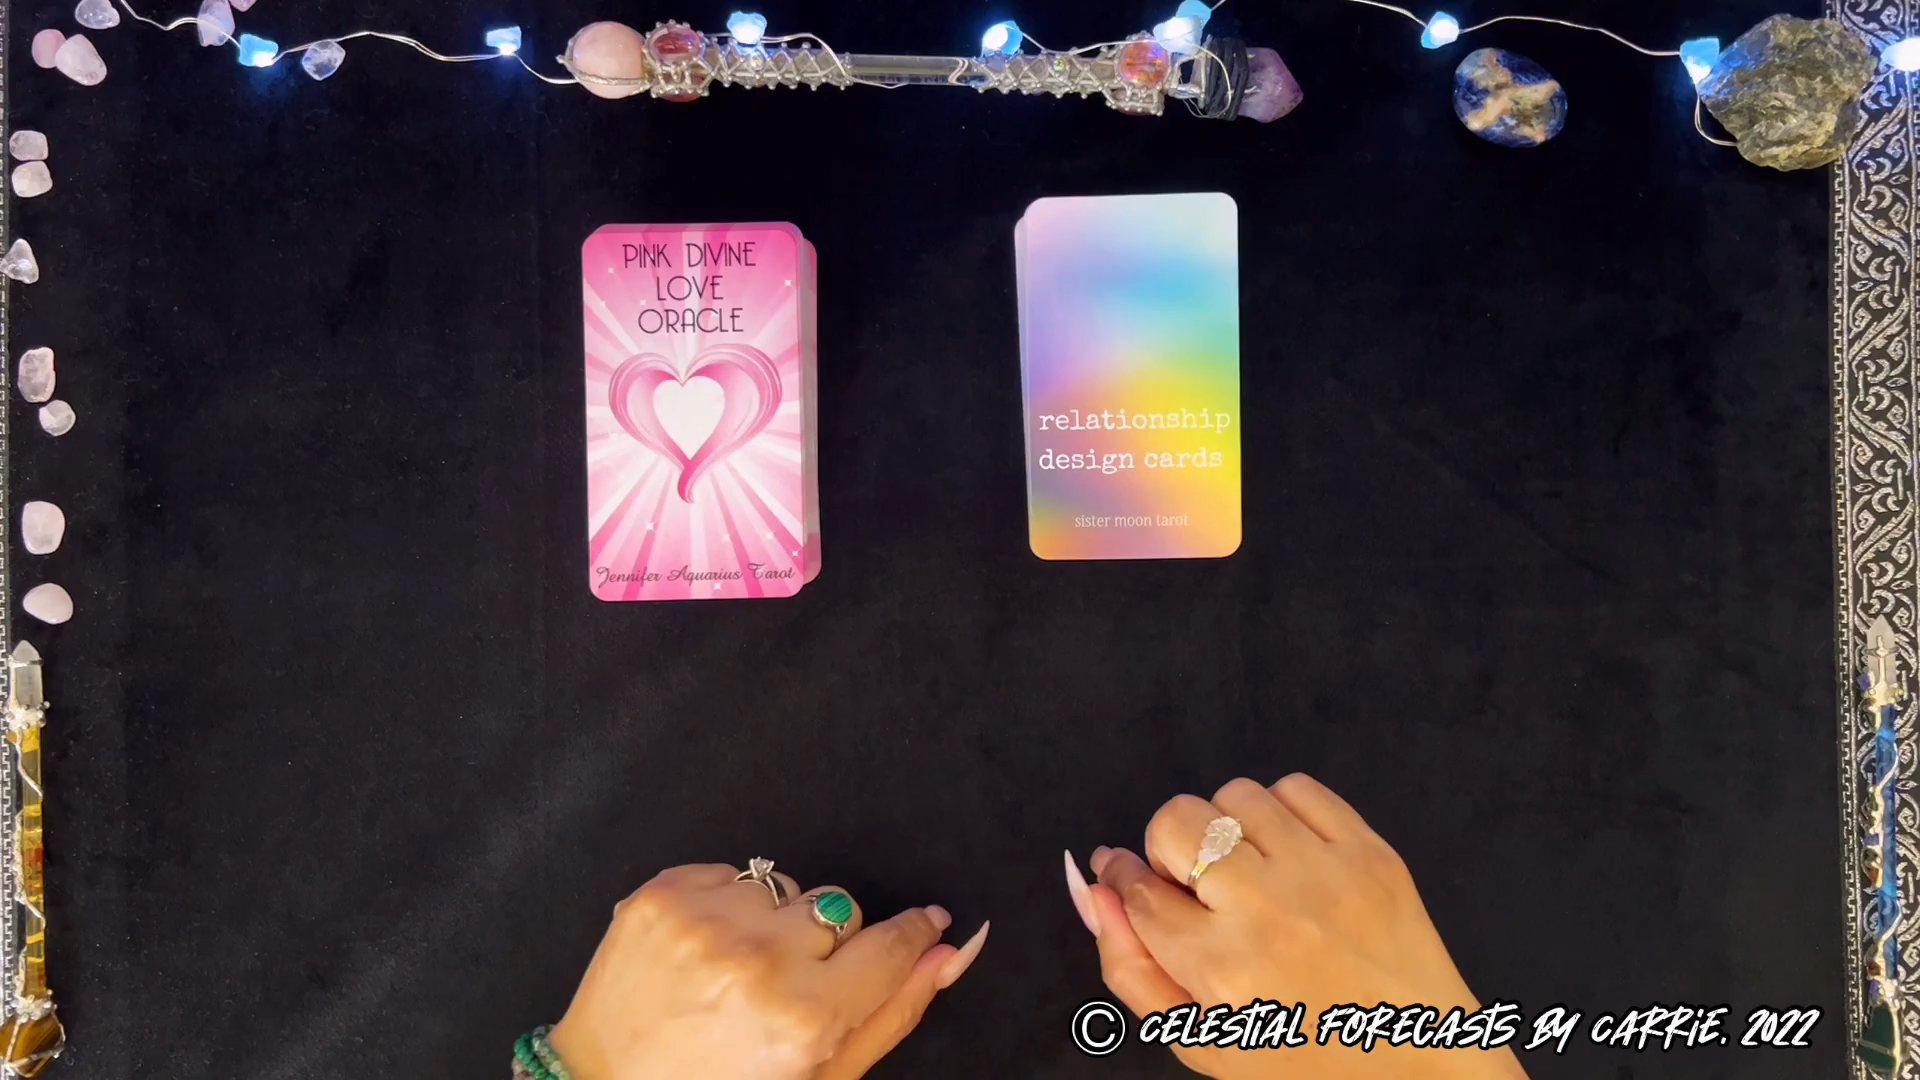 PINK DIVINE
LOVE
ORACLE
Jennifer Aquarius Tarot
relationship
design cards
sister moon tarot
© CELESTIAL FORECASTS BY CARRIE. 2022